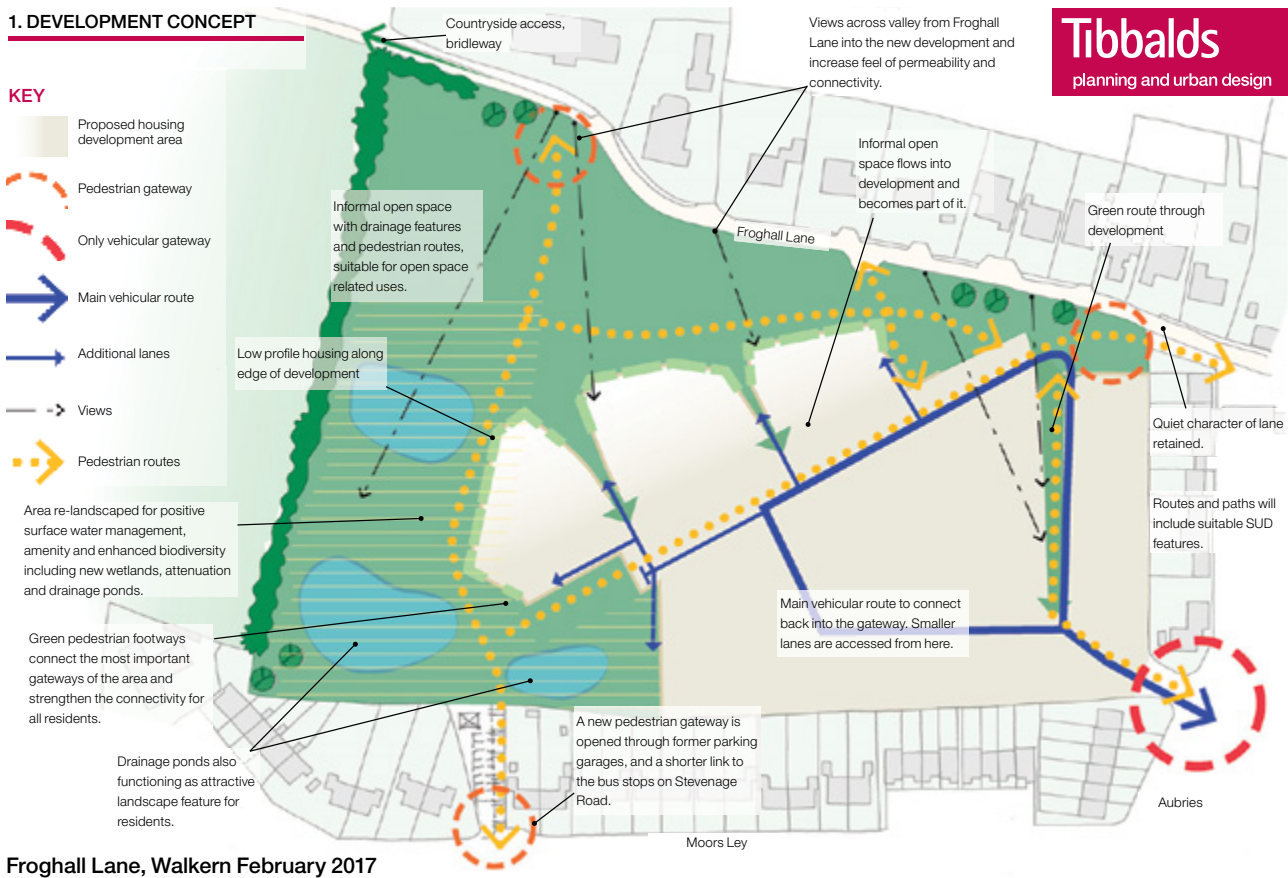 1. DEVELOPMENT CONCEPT
Tibbalds
planning and urban design
KEY
Proposed housing
development area
Pedestrian gateway
Only vehicular gateway
Main vehicular route
Additional lanes
Views
Pedestrian routes
Countryside access,
bridleway
Views across valley from Froghall
Lane into the new development and
increase feel of permeability and
connectivity.
Informal open
space flows into
development and
becomes part of it.
Green route through
development
Informal open space
with drainage features
and pedestrian routes,
suitable for open space
related uses.
Froghall Lane
Low profile housing along
edge of development
Quiet character of lane
retained.
Routes and paths will
include suitable SUD
features.
Area re-landscaped for positive
surface water management,
amenity and enhanced biodiversity
including new wetlands, attenuation
and drainage ponds.
Main vehicular route to connect
back into the gateway. Smaller
lanes are accessed from here.
Green pedestrian footways
connect the most important
gateways of the area and
strengthen the connectivity for
all residents.
Drainage ponds also
functioning as attractive
landscape feature for
residents.
A new pedestrian gateway is
opened through former parking
garages, and a shorter link to
the bus stops on Stevenage
Road.
Aubries
Moors Ley
Froghall Lane, Walkern February 2017